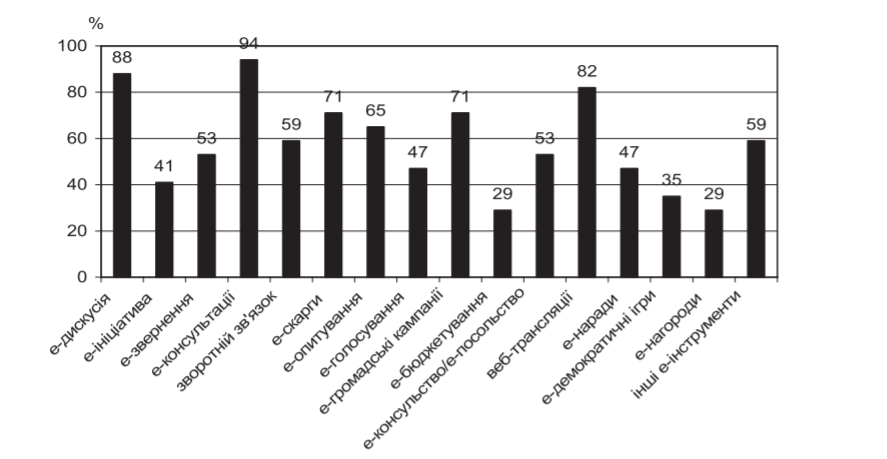 %
100
80
60
40
20
0
88
41
53
94
59
71
65
47
71
29
53
82
47
35
29
59
е-дискусія
е-ініціатива
е-звернення
е-консультації
зворотній зв'язок
е-скарги
е-опитування
е-голосування
е-громадські кампанії
е-бюджетування
е-консульство/е-посольство
веб-трансляції
е-наради
е-демократичні ігри
е-нагороди
інші е-інструменти